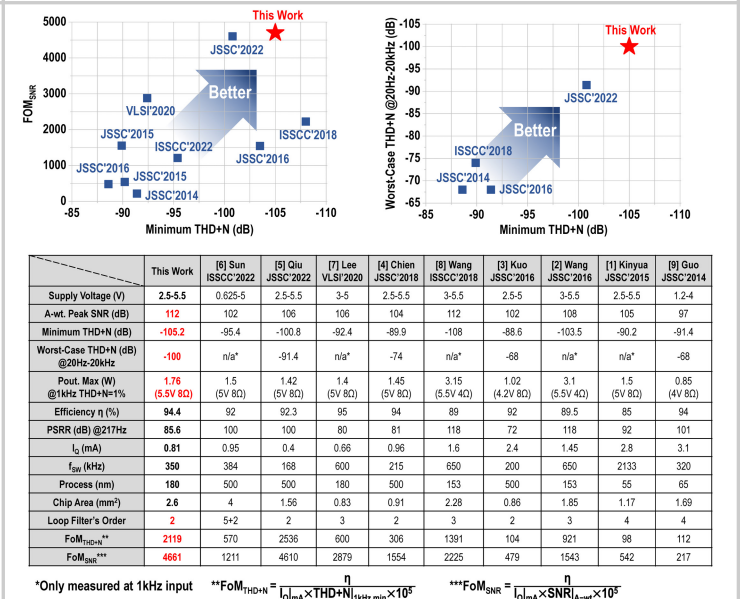 This Work
5000
4000
3000
2000
1000
0
FOMSNR
JSSC'2022
VLSI'2020
Better
ISSCC'2018
JSSC'2015
ISSCC'2022
JSSC'2016
JSSC'2016
JSSC'2015
JSSC'2014
-85 -90 -95 -100 -105 -110
Minimum THD+N (dB)
-105
-100
-95
-90
-85
-80
-75
-70
-65
Worst-Case THD+N @20Hz-20kHz (dB)
This Work
JSSC'2022
Better
ISSCC'2018
JSSC'2014
JSSC'2016
-85 -90 -95 -100 -105 -110
Minimum THD+N (dB)
This Work [6] Sun ISSCC'2022 [5] Qiu JSSC'2022 [7] Lee VLSI'2020 [4] Chien JSSC'2018 [8] Wang ISSCC'2018 [3] Kuo JSSC'2016 [2] Wang JSSC'2016 [1] Kinyua JSSC'2015 [9] Guo JSSC'2014
Supply Voltage (V) 2.5-5.5 0.625-5 2.5-5.5 3-5 2.5-5.5 3-5.5 2.5-5 3-5.5 2.5-5.5 1.2-4
A-wt. Peak SNR (dB) 112 102 106 106 104 112 102 108 105 97
Minimum THD+N (dB) -105.2 -95.4 -100.8 -92.4 -89.9 -108 -88.6 -103.5 -90.2 -91.4
Worst-Case THD+N (dB) @20Hz-20kHz -100 n/a* -91.4 n/a* -74 n/a* -68 n/a* n/a* -68
Pout. Max (W) @1kHz THD+N=1% 1.76 (5.5V 8Ω) 1.5 (5V 8Ω) 1.42 (5V 8Ω) 1.4 (5V 8Ω) 1.45 (5V 8Ω) 3.15 (5.5V 4Ω) 1.02 (4.2V 8Ω) 3.1 (5.5V 4Ω) 1.5 (5V 8Ω) 0.85 (4V 8Ω)
Efficiency η (%) 94.4 92 92.3 95 94 89 92 89.5 85 94
PSRR (dB) @217Hz 85.6 100 100 80 81 118 72 118 92 101
IQ (mA) 0.81 0.95 0.4 0.66 0.96 1.6 2.4 1.45 2.8 3.1
fSW (kHz) 350 384 168 600 215 650 200 650 2133 320
Process (nm) 180 500 500 180 500 153 500 153 55 65
Chip Area (mm²) 2.6 4 1.56 0.83 0.91 2.28 0.86 1.85 1.17 1.69
Loop Filter's Order 2 5+2 2 3 2 3 2 3 4 4
FoMTHD+N** 2119 570 2536 600 306 1391 104 921 98 112
FoMSNR*** 4661 1211 4610 2879 1554 2225 479 1543 542 217
*Only measured at 1kHz input **FoMTHD+N = η / IQ|mA×THD+N|1kHz,min×10⁵ ***FoMSNR = η / IQ|mA×SNR|A=wt×10⁵